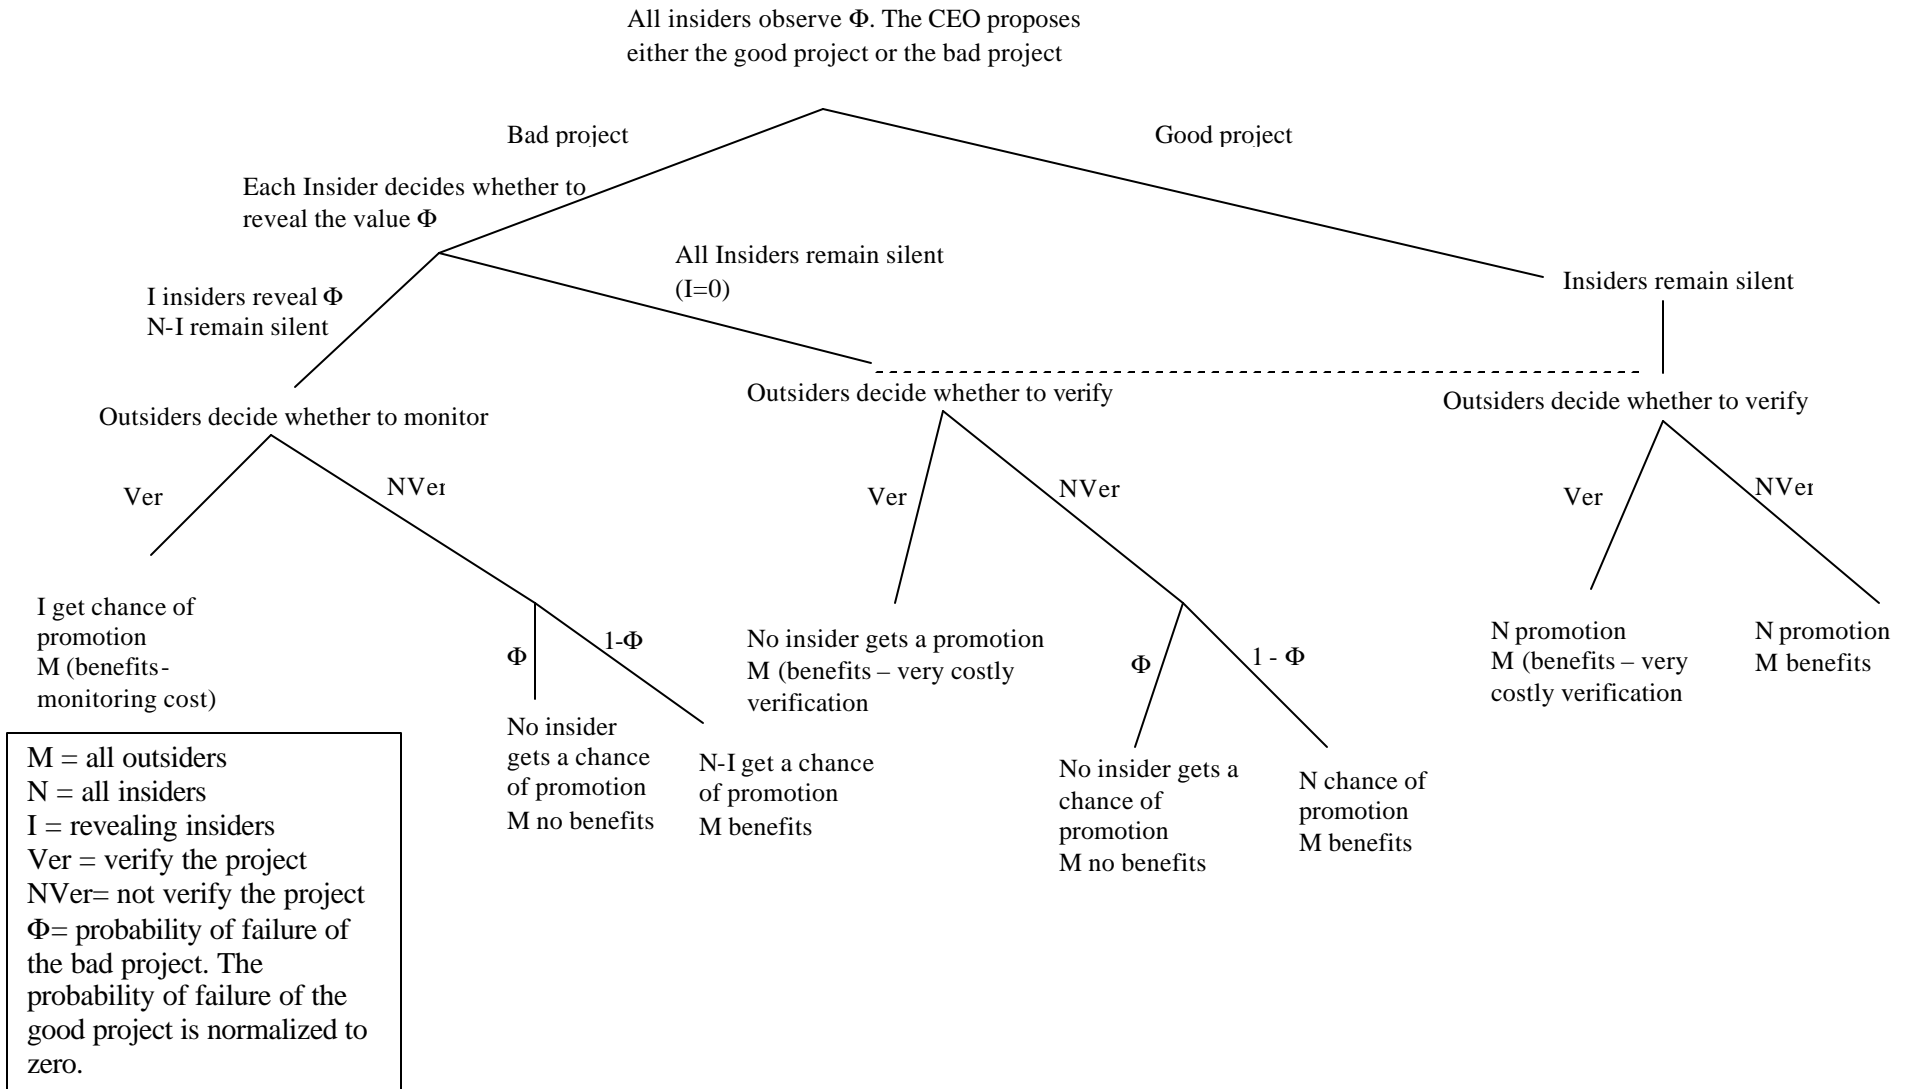 All insiders observe Φ. The CEO proposes
either the good project or the bad project
Bad project
Good project
Each Insider decides whether to
reveal the value Φ
All Insiders remain silent
(I=0)
Insiders remain silent
I insiders reveal Φ
N-I remain silent
Outsiders decide whether to monitor
Outsiders decide whether to verify
Outsiders decide whether to verify
Ver
NVer
Ver
NVer
Ver
NVer
I get chance of
promotion
M (benefits-
monitoring cost)
Φ
1-Φ
No insider gets a promotion
M (benefits – very costly
verification
Φ
1 - Φ
N promotion
M (benefits – very
costly verification
N promotion
M benefits
No insider
gets a chance
of promotion
M no benefits
N-I get a chance
of promotion
M benefits
No insider gets a
chance of
promotion
M no benefits
N chance of
promotion
M benefits
M = all outsiders
N = all insiders
I = revealing insiders
Ver = verify the project
NVer= not verify the project
Φ= probability of failure of
the bad project. The
probability of failure of the
good project is normalized to
zero.